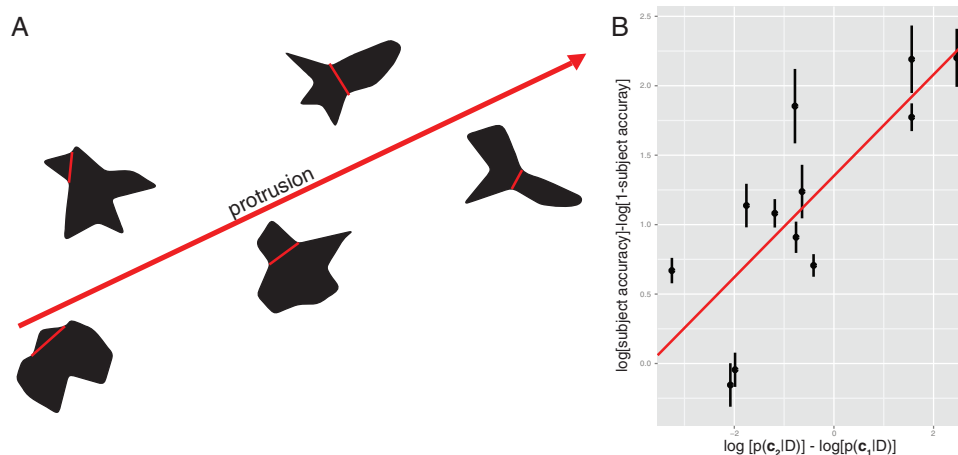 A
protrusion
B
log[subject accuracy]-log[1-subject accuray]
2.5
2.0
1.5
1.0
0.5
0.0
-2
0
2
log [p(c₂|D)] - log[p(c₁|D)]